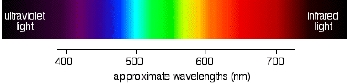 ultraviolet infrared
light light
400 500 600 700
approximate wavelengths (nm)